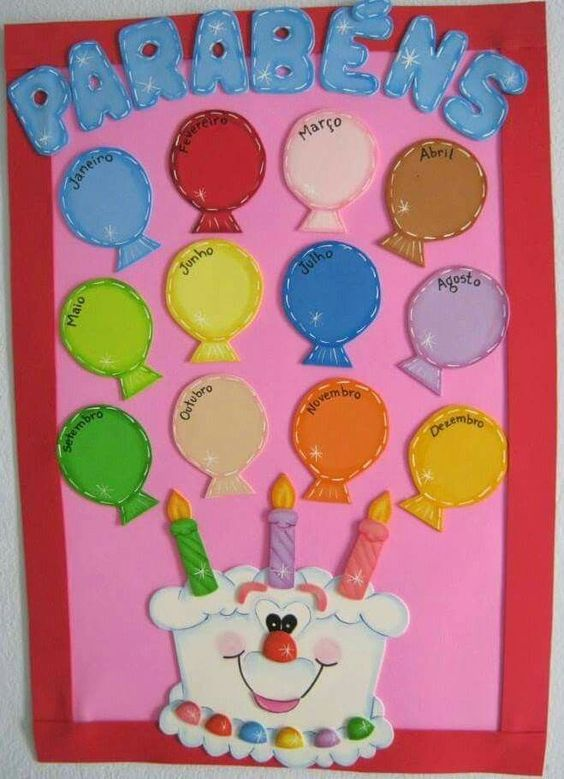 PARABÉNS
Janeiro
Fevereiro
Março
Abril
Maio
Junho
Julho
Agosto
Setembro
Outubro
Novembro
Dezembro